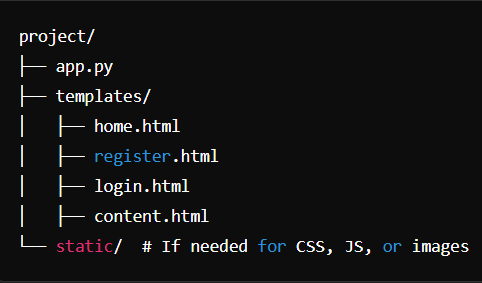 project/
├── app.py
├── templates/
│   ├── home.html
│   ├── register.html
│   ├── login.html
│   ├── content.html
└── static/  # If needed for CSS, JS, or images